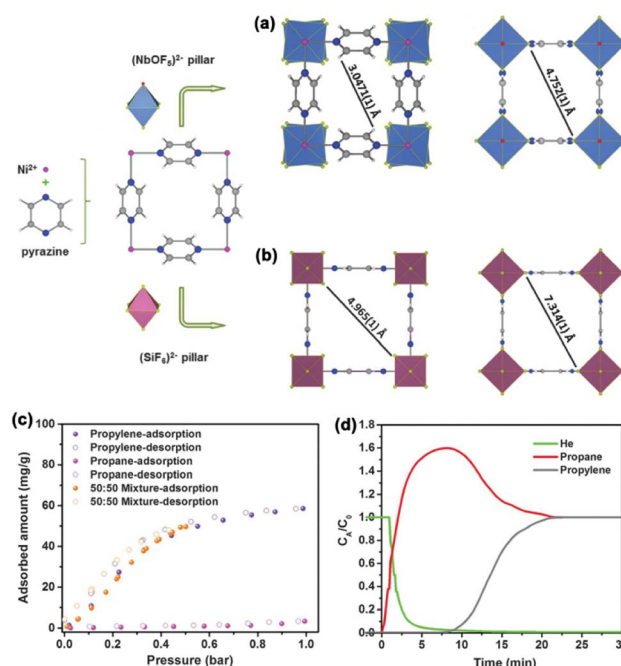 (NbOF₅)²⁻ pillar
Ni²⁺
+
pyrazine
(SiF₆)²⁻ pillar
(a)
3.0471(1) Å
4.752(1) Å
(b)
4.965(1) Å
7.314(1) Å
(c)
Propylene-adsorption
Propylene-desorption
Propane-adsorption
Propane-desorption
50:50 Mixture-adsorption
50:50 Mixture-desorption
Adsorbed amount (mg/g)
100
80
60
40
20
0
0.0 0.2 0.4 0.6 0.8 1.0
Pressure (bar)
(d)
He
Propane
Propylene
C_A/C_0
1.8
1.6
1.4
1.2
1.0
0.8
0.6
0.4
0.2
0.0
0 5 10 15 20 25 30
Time (min)